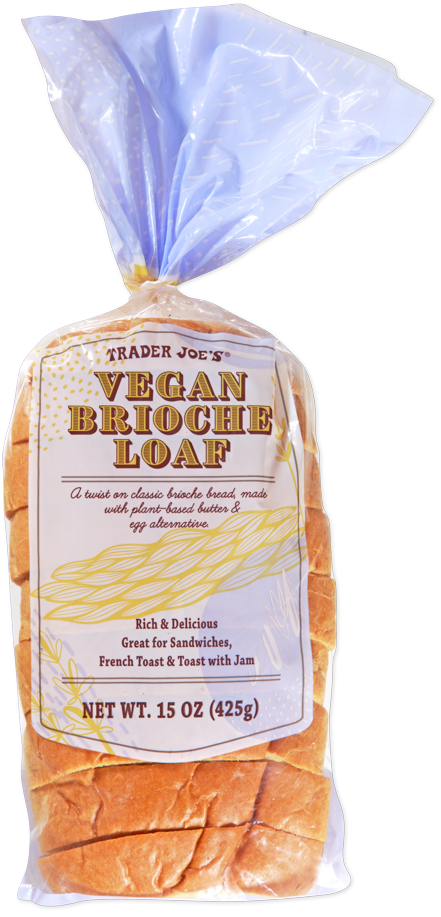 TRADER JOE'S®
VEGAN
BRIOCHE
LOAF
A twist on classic brioche bread, made
with plant-based butter &
egg alternative.
Rich & Delicious
Great for Sandwiches,
French Toast & Toast with Jam
NET WT. 15 OZ (425g)